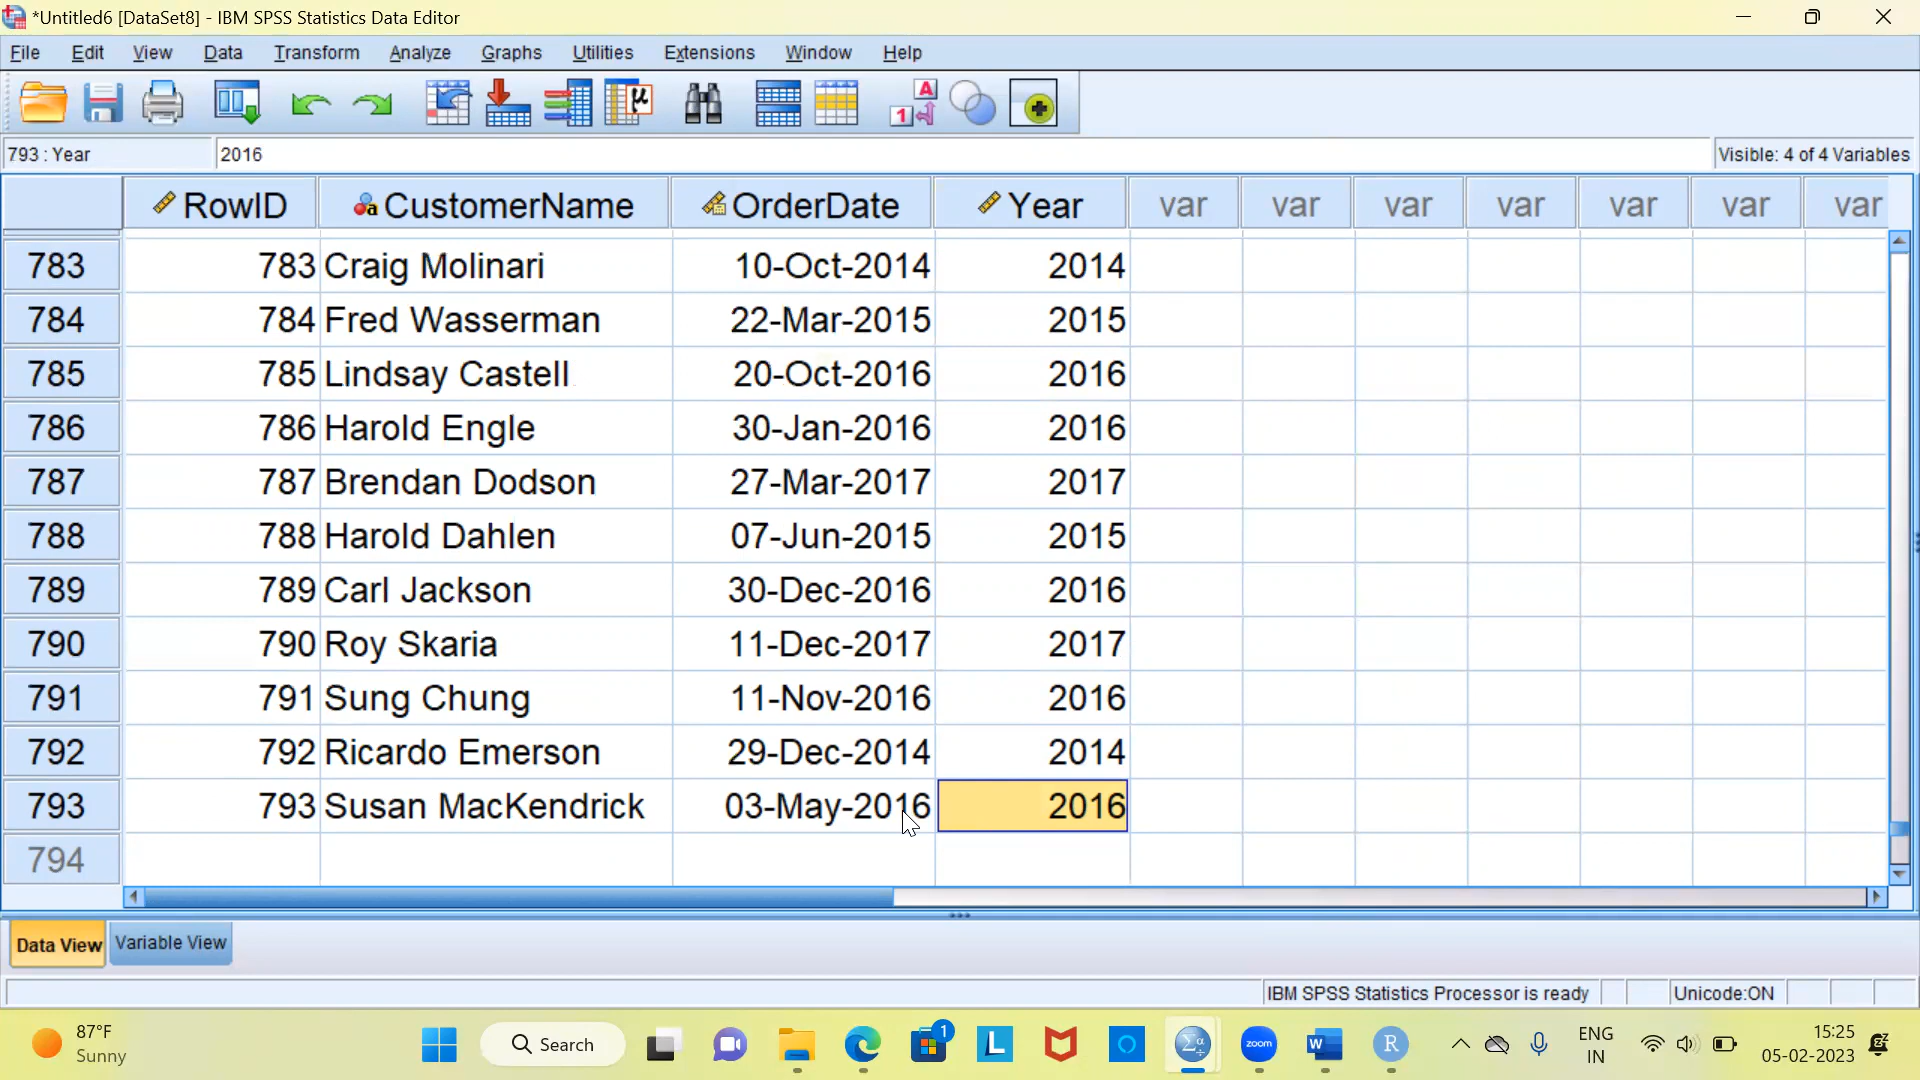 *Untitled6 [DataSet8] - IBM SPSS Statistics Data Editor
File Edit View Data Transform Analyze Graphs Utilities Extensions Window Help
μ A 1
793 : Year 2016 Visible: 4 of 4 Variables
RowID a CustomerName OrderDate Year var var var var var var var
783 783 Craig Molinari 10-Oct-2014 2014
784 784 Fred Wasserman 22-Mar-2015 2015
785 785 Lindsay Castell 20-Oct-2016 2016
786 786 Harold Engle 30-Jan-2016 2016
787 787 Brendan Dodson 27-Mar-2017 2017
788 788 Harold Dahlen 07-Jun-2015 2015
789 789 Carl Jackson 30-Dec-2016 2016
790 790 Roy Skaria 11-Dec-2017 2017
791 791 Sung Chung 11-Nov-2016 2016
792 792 Ricardo Emerson 29-Dec-2014 2014
793 793 Susan MacKendrick 03-May-2016 2016
794
Data View Variable View
IBM SPSS Statistics Processor is ready Unicode:ON
87°F
Sunny
Search
1
L
Σα
zoom
W
R
ENG
IN
15:25
05-02-2023